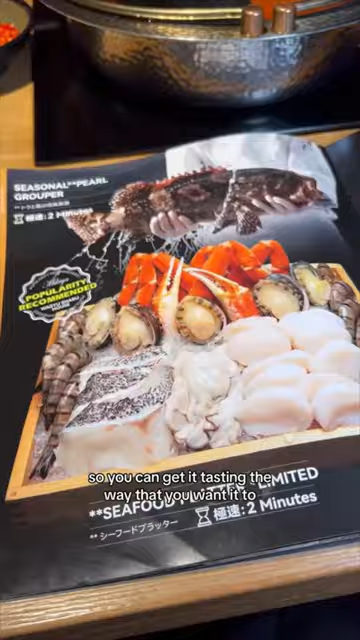 SEASONAL**PEARL
GROUPER
極速: 2 Minutes
POPULARITY
RECOMMENDED
so you can get it tasting the
way that you want it to
**SEAFOOD LIMITED
極速: 2 Minutes
** シーフードプラッター